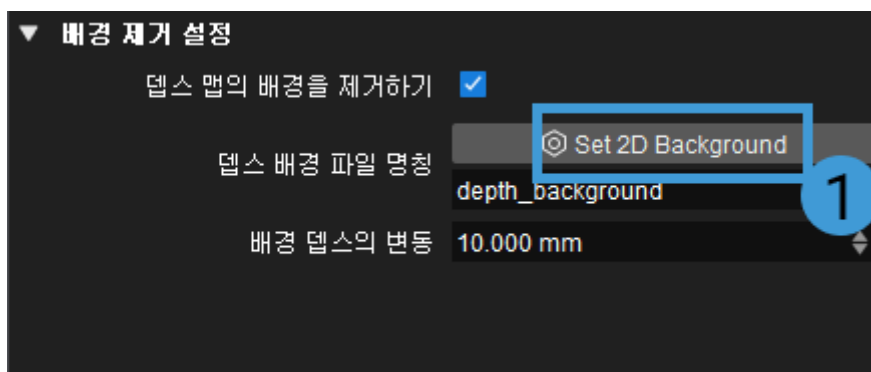 ▼ 배경 제거 설정
뎁스 맵의 배경을 제거하기
Set 2D Background
뎁스 배경 파일 명칭
depth_background
1
배경 뎁스의 변동 10.000 mm